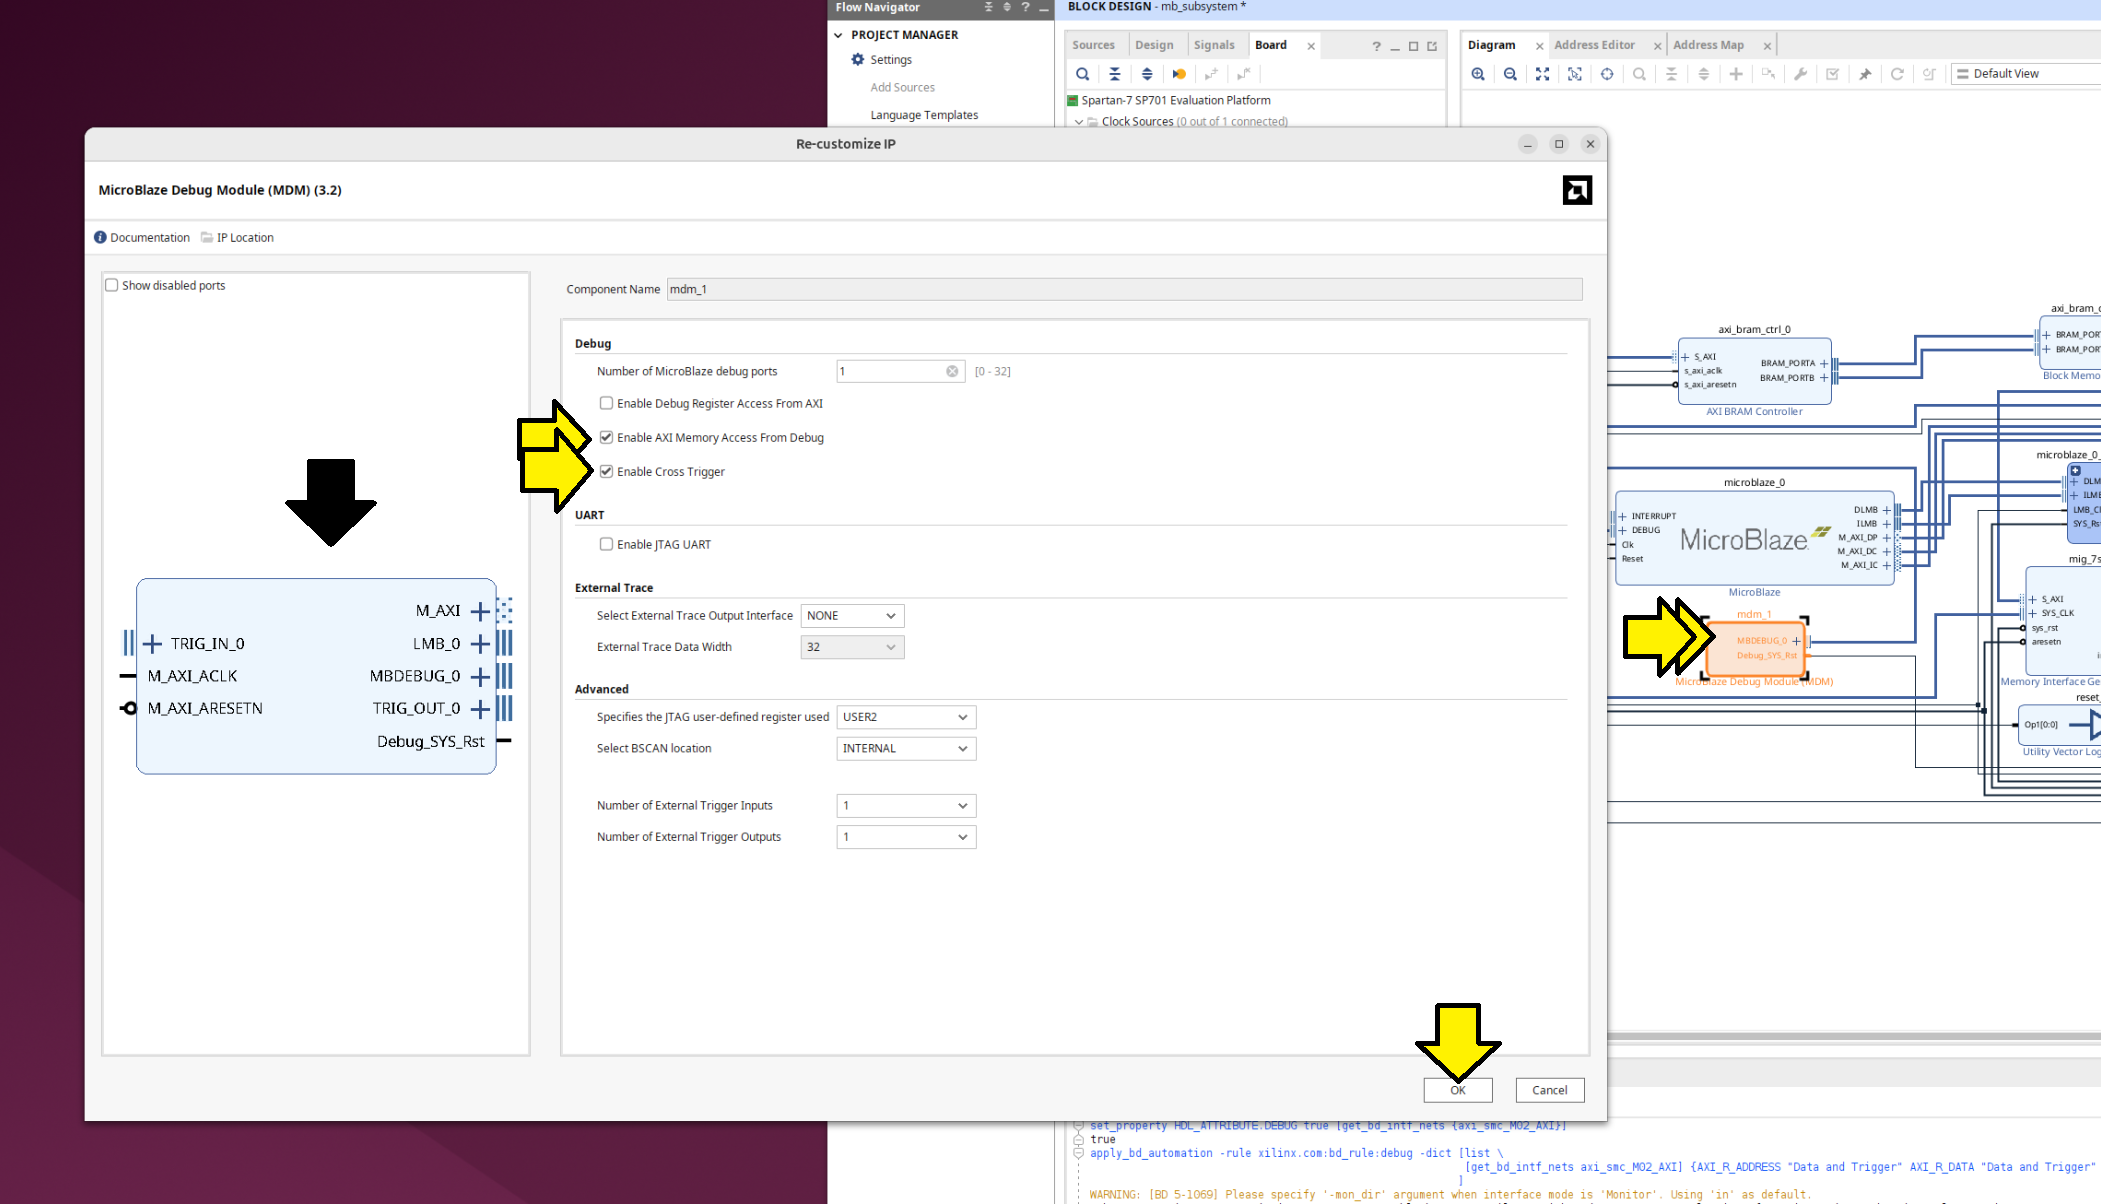 Flow Navigator
PROJECT MANAGER
Settings
Add Sources
Language Templates
BLOCK DESIGN - mb_subsystem *
Sources
Design
Signals
Board
Spartan-7 SP701 Evaluation Platform
Clock Sources (0 out of 1 connected)
Diagram
Address Editor
Address Map
Default View
Re-customize IP
MicroBlaze Debug Module (MDM) (3.2)
Documentation
IP Location
Show disabled ports
M_AXI
TRIG_IN_0
LMB_0
M_AXI_ACLK
MBDEBUG_0
M_AXI_ARESETN
TRIG_OUT_0
Debug_SYS_Rst
Component Name
mdm_1
Debug
Number of MicroBlaze debug ports
1
[0 - 32]
Enable Debug Register Access From AXI
Enable AXI Memory Access From Debug
Enable Cross Trigger
UART
Enable JTAG UART
External Trace
Select External Trace Output Interface
NONE
External Trace Data Width
32
Advanced
Specifies the JTAG user-defined register used
USER2
Select BSCAN location
INTERNAL
Number of External Trigger Inputs
1
Number of External Trigger Outputs
1
OK
Cancel
axi_bram_ctrl_0
S_AXI
s_axi_aclk
s_axi_aresetn
BRAM_PORTA
BRAM_PORTB
AXI BRAM Controller
axi_bram_c
BRAM_POR
BRAM_POR
Block Memo
microblaze_0
INTERRUPT
DEBUG
Clk
Reset
MicroBlaze
DLMB
ILMB
M_AXI_DP
M_AXI_DC
M_AXI_IC
MicroBlaze
microblaze_0_
DLM
ILME
LMB_Cl
SYS_Rs
mdm_1
MBDEBUG_0
Debug_SYS_Rst
MicroBlaze Debug Module (MDM)
mig_7s
S_AXI
SYS_CLK
sys_rst
aresetn
Memory Interface Ge
reset_
Op1[0:0]
Utility Vector Log
set_property HDL_ATTRIBUTE.DEBUG true [get_bd_intf_nets {axi_smc_M02_AXI}]
true
apply_bd_automation -rule xilinx.com:bd_rule:debug -dict [list \
[get_bd_intf_nets axi_smc_M02_AXI] {AXI_R_ADDRESS "Data and Trigger" AXI_R_DATA "Data and Trigger"
]
WARNING: [BD 5-1069] Please specify '-mon_dir' argument when interface mode is 'Monitor'. Using 'in' as default.